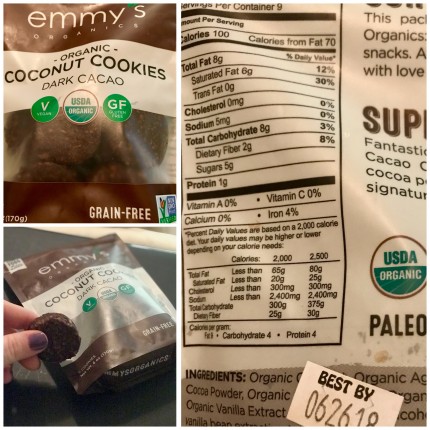 emmy's
ORGANICS
- ORGANIC -
COCONUT COOKIES
DARK CACAO
V
VEGAN
USDA
ORGANIC
GF
GLUTEN
FREE
(170g)
GRAIN-FREE
emmy's
COCONUT
DARK CACAO
V
GRAIN-FREE
Servings Per Container 9
Amount Per Serving
Calories 100 Calories from Fat 70
% Daily Value*
Total Fat 8g 12%
Saturated Fat 6g 30%
Trans Fat 0g
Cholesterol 0mg 0%
Sodium 5mg 0%
Total Carbohydrate 8g 3%
Dietary Fiber 2g 8%
Sugars 5g
Protein 1g
Vitamin A 0% • Vitamin C 0%
Calcium 0% • Iron 4%
*Percent Daily Values are based on a 2,000 calorie
diet. Your daily values may be higher or lower
depending on your calorie needs:
Calories: 2,000 2,500
Total Fat Less than 65g 80g
Saturated Fat Less than 20g 25g
Cholesterol Less than 300mg 300mg
Sodium Less than 2,400mg 2,400mg
Total Carbohydrate 300g 375g
Dietary Fiber 25g 30g
Calories per gram:
Fat 9 • Carbohydrate 4 • Protein 4
This pac
Organics
snacks. A
with love
SUP
Fantastic
Cacao C
cocoa p
signatur
USDA
ORGANIC
PALEO
INGREDIENTS: Organic Organic Ag
Cocoa Powder, Organic
Organic Vanilla Extract
BEST BY
062618